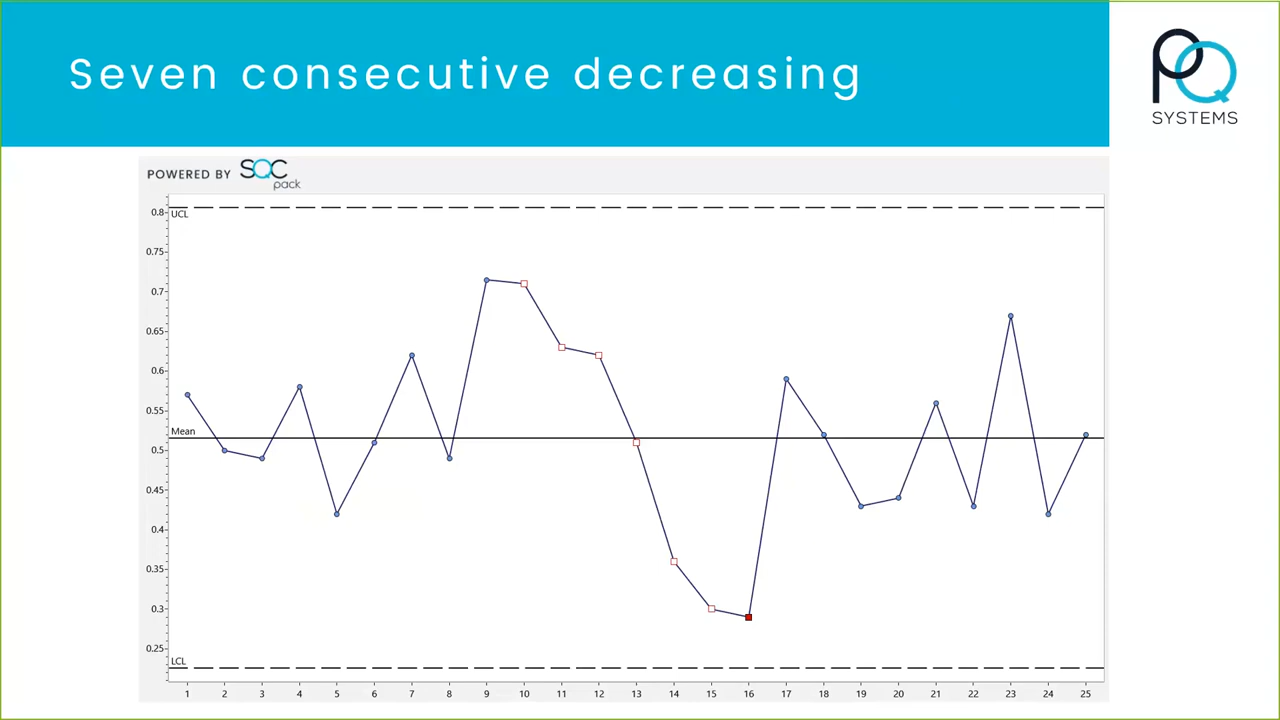 Seven consecutive decreasing
PQ
SYSTEMS
POWERED BY SQC
pack
0.8
UCL
0.75
0.7
0.65
0.6
0.55
Mean
0.5
0.45
0.4
0.35
0.3
0.25
LCL
1 2 3 4 5 6 7 8 9 10 11 12 13 14 15 16 17 18 19 20 21 22 23 24 25